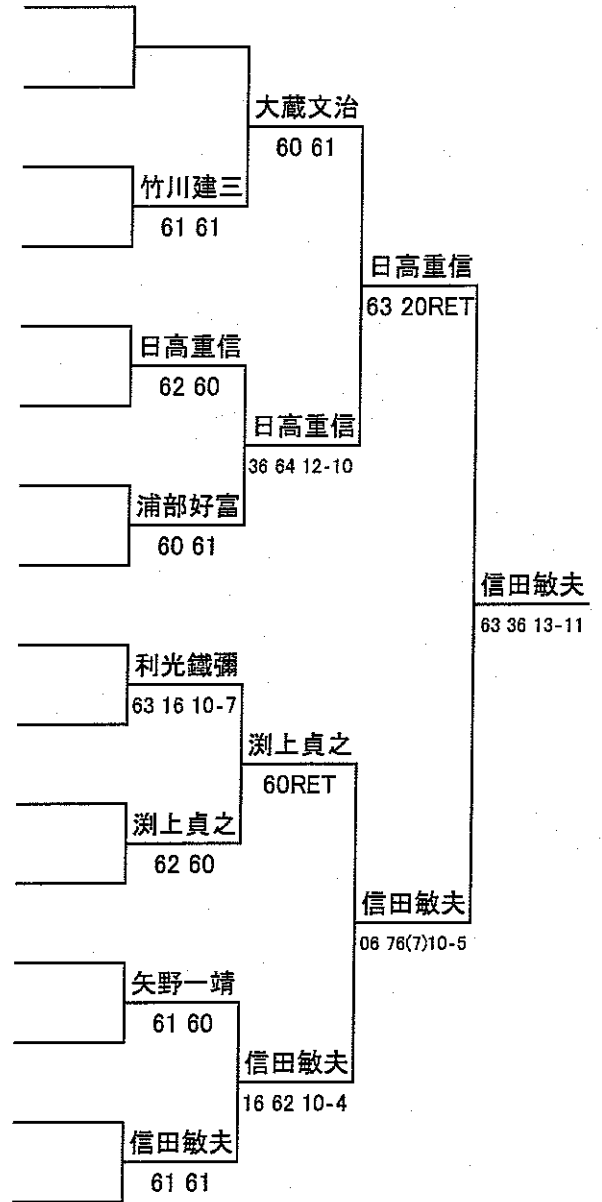 大蔵文治
60 61
竹川建三
61 61
日高重信
63 20RET
日高重信
62 60
日高重信
36 64 12-10
浦部好富
60 61
信田敏夫
63 36 13-11
利光鐵彌
63 16 10-7
渕上貞之
60RET
渕上貞之
62 60
信田敏夫
06 76(7)10-5
矢野一靖
61 60
信田敏夫
16 62 10-4
信田敏夫
61 61